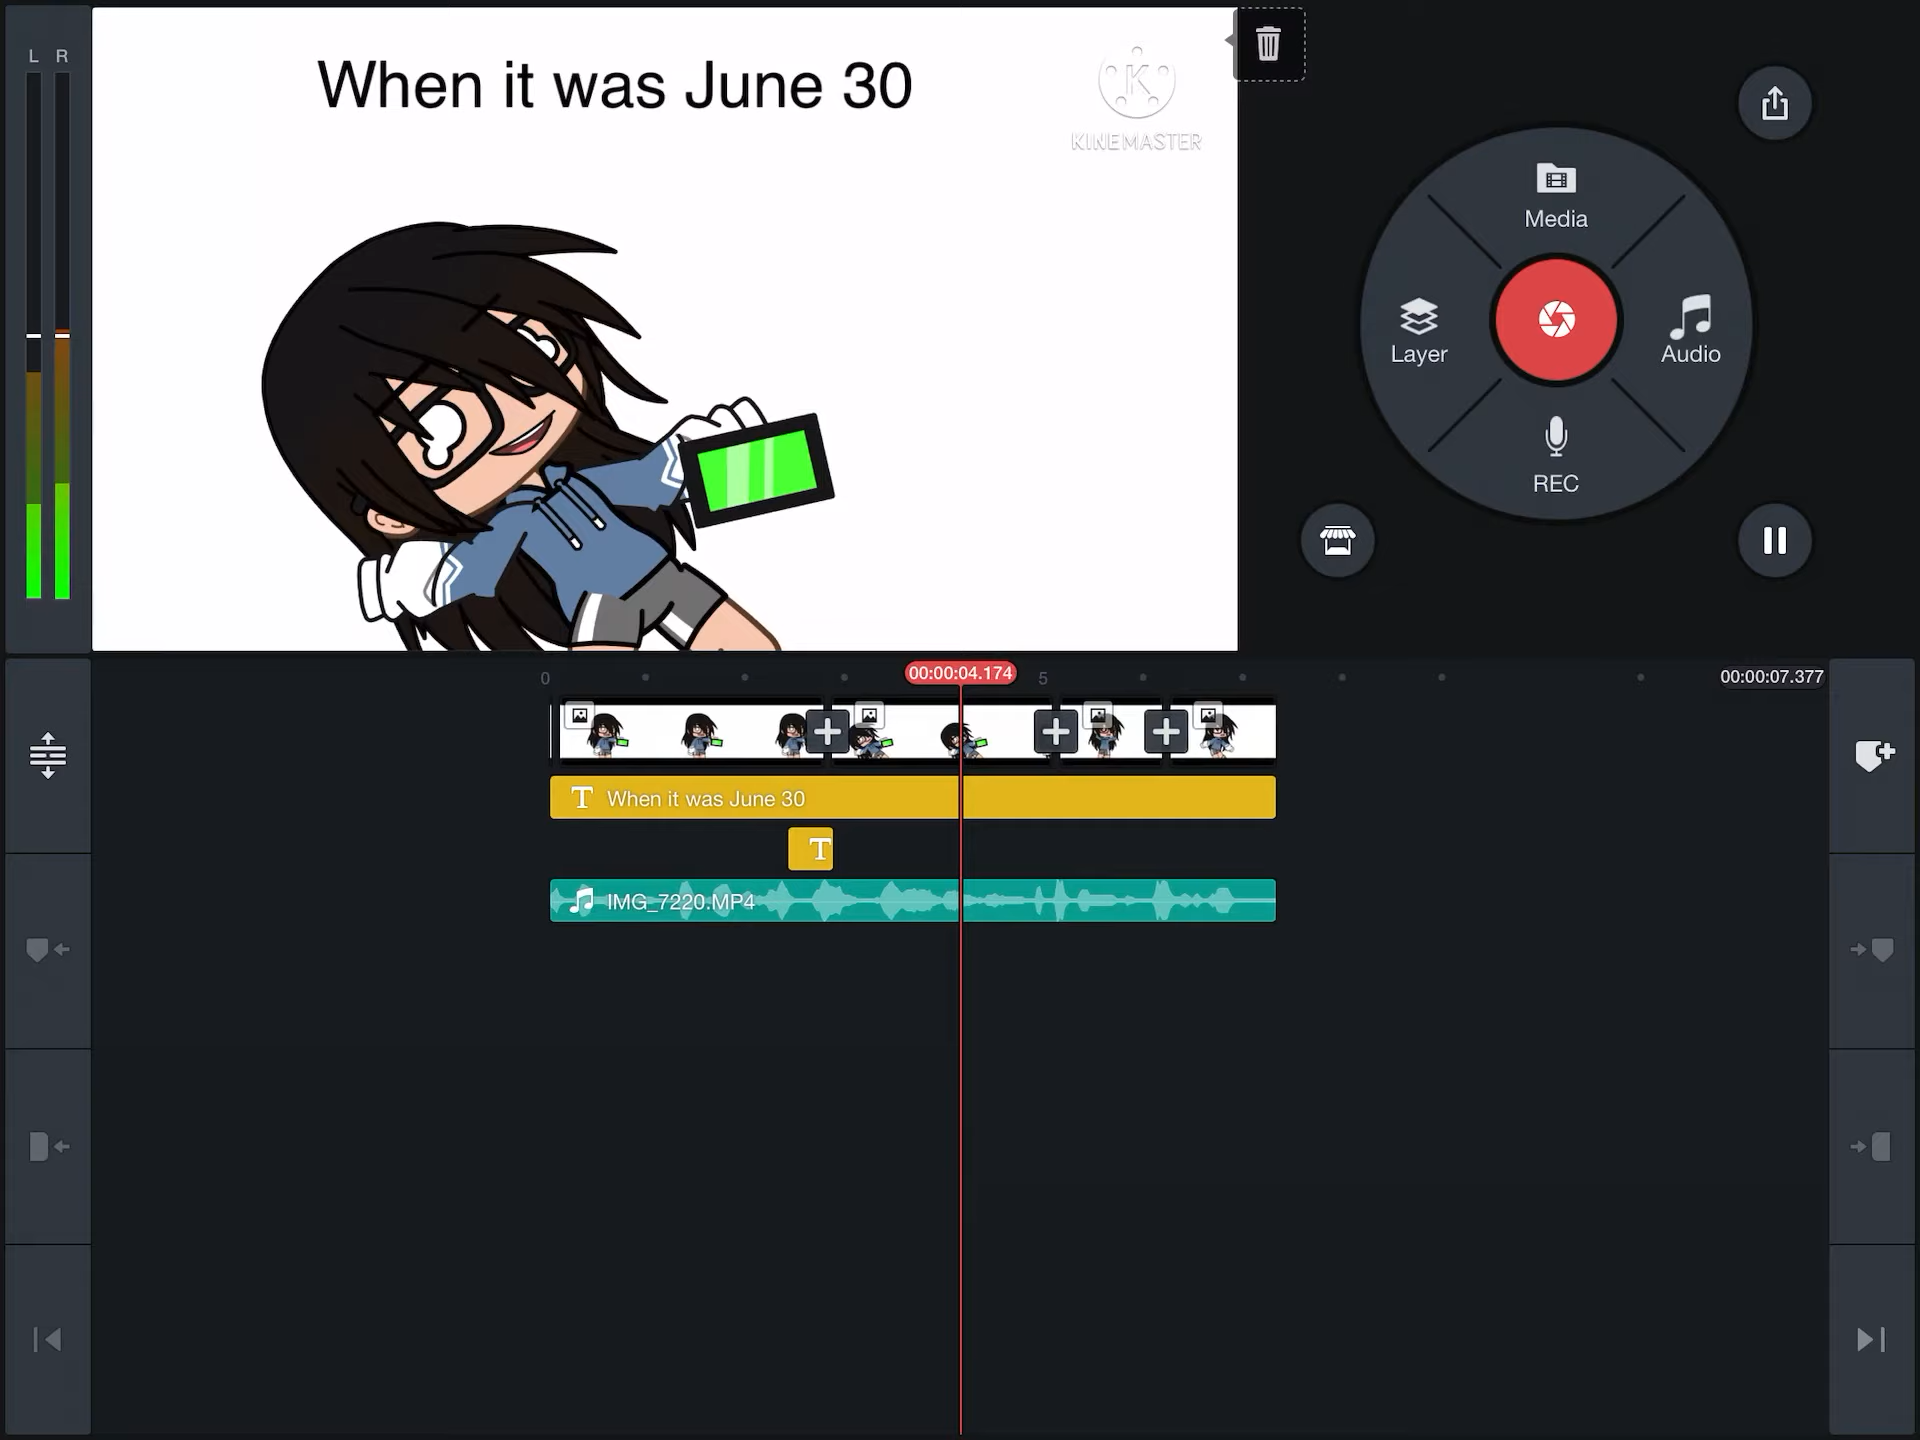 L R
When it was June 30
K
KINEMASTER
Media
Layer
Audio
REC
0
00:00:04.174
5
00:00:07.377
T When it was June 30
T
IMG_7220.MP4